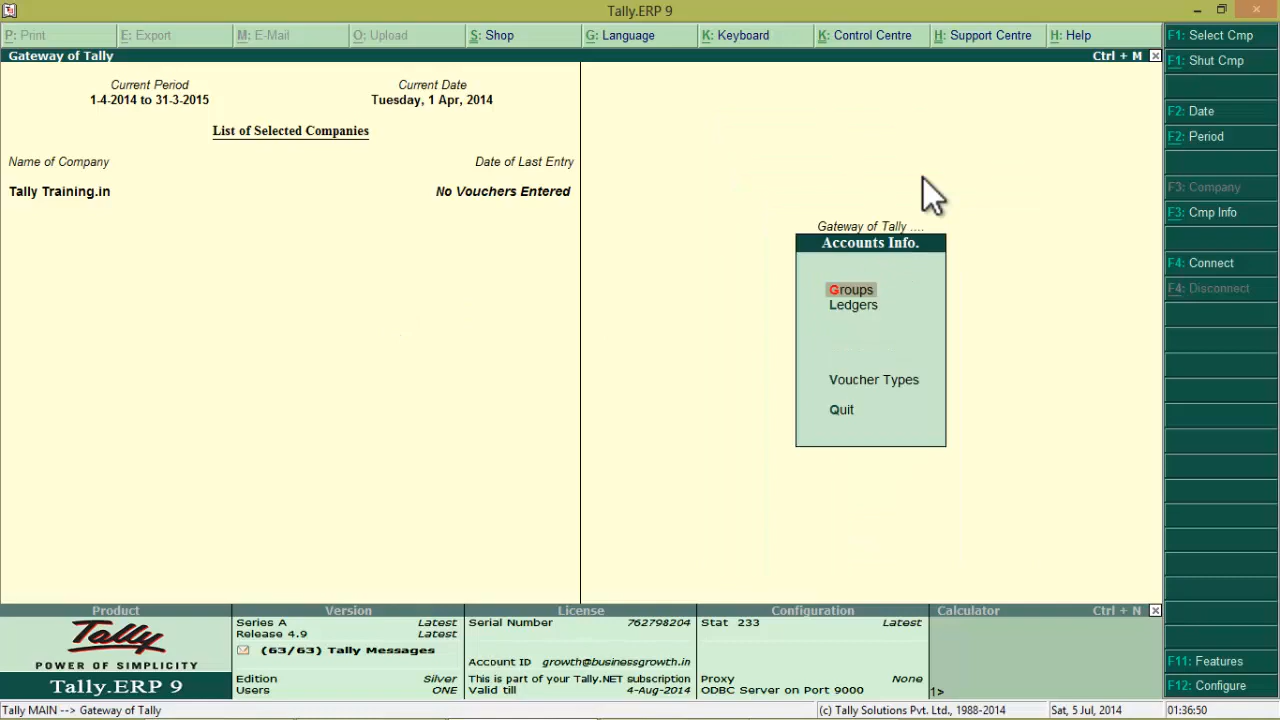 Tally.ERP 9
P: Print
E: Export
M: E-Mail
O: Upload
S: Shop
G: Language
K: Keyboard
K: Control Centre
H: Support Centre
H: Help
Gateway of Tally
Ctrl + M
Current Period
1-4-2014 to 31-3-2015
Current Date
Tuesday, 1 Apr, 2014
List of Selected Companies
Name of Company
Date of Last Entry
Tally Training.in
No Vouchers Entered
Gateway of Tally ....
Accounts Info.
Groups
Ledgers
Voucher Types
Quit
F1: Select Cmp
F1: Shut Cmp
F2: Date
F2: Period
F3: Company
F3: Cmp Info
F4: Connect
F4: Disconnect
F11: Features
F12: Configure
Product
Tally
POWER OF SIMPLICITY
Tally.ERP 9
Version
Series A Latest
Release 4.9 Latest
(63/63) Tally Messages
Edition Silver
Users ONE
License
Serial Number 762798204
Account ID growth@businessgrowth.in
This is part of your Tally.NET subscription
Valid till 4-Aug-2014
Configuration
Stat 233 Latest
Proxy None
ODBC Server on Port 9000
Calculator
Ctrl + N
1>
Tally MAIN --> Gateway of Tally
(c) Tally Solutions Pvt. Ltd., 1988-2014
Sat, 5 Jul, 2014
01:36:50